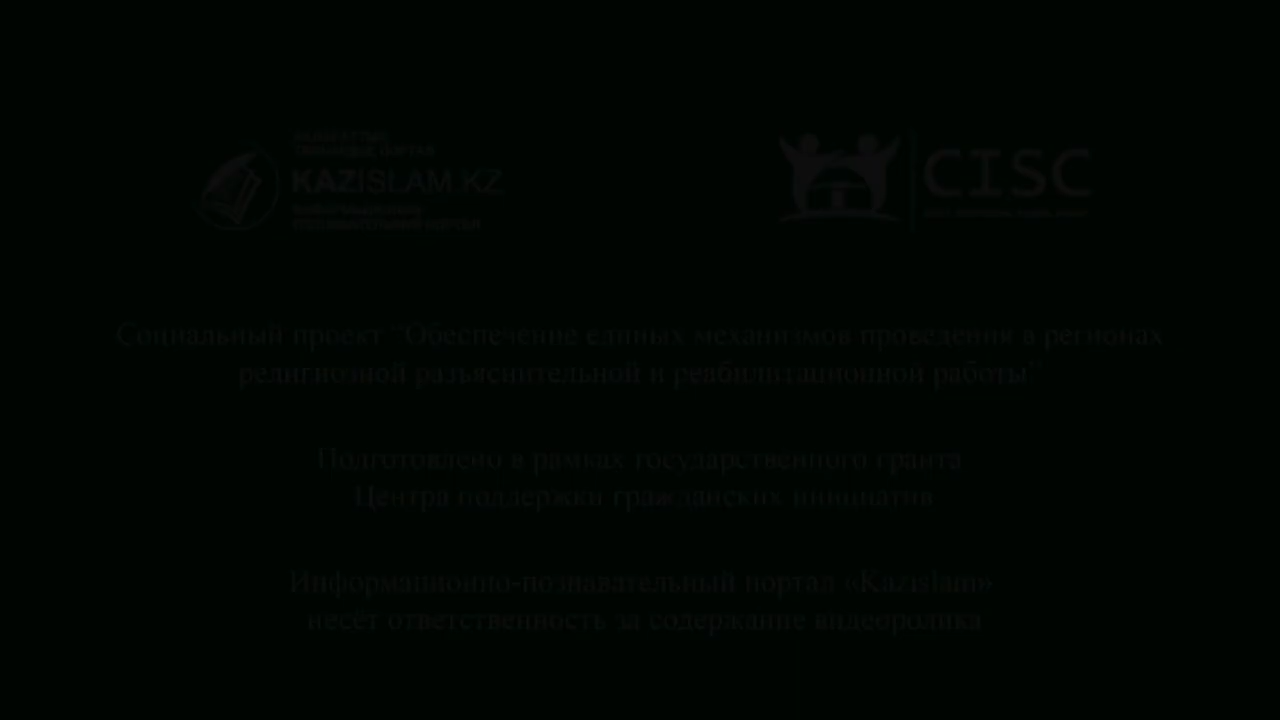 KAZISLAM.KZ
CISC
Социальный проект "Обеспечение единых механизмов проведения в регионах
религиозной разъяснительной и реабилитационной работы"
Подготовлено в рамках государственного гранта
Центра поддержки гражданских инициатив
Информационно-познавательный портал «Kazislam»
несёт ответственность за содержание видеоролика